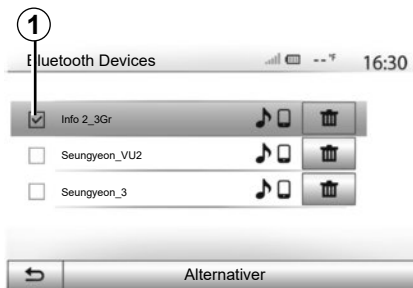 1
Bluetooth Devices
--°F
16:30
Info 2_3Gr
Seungyeon_VU2
Seungyeon_3
Alternativer